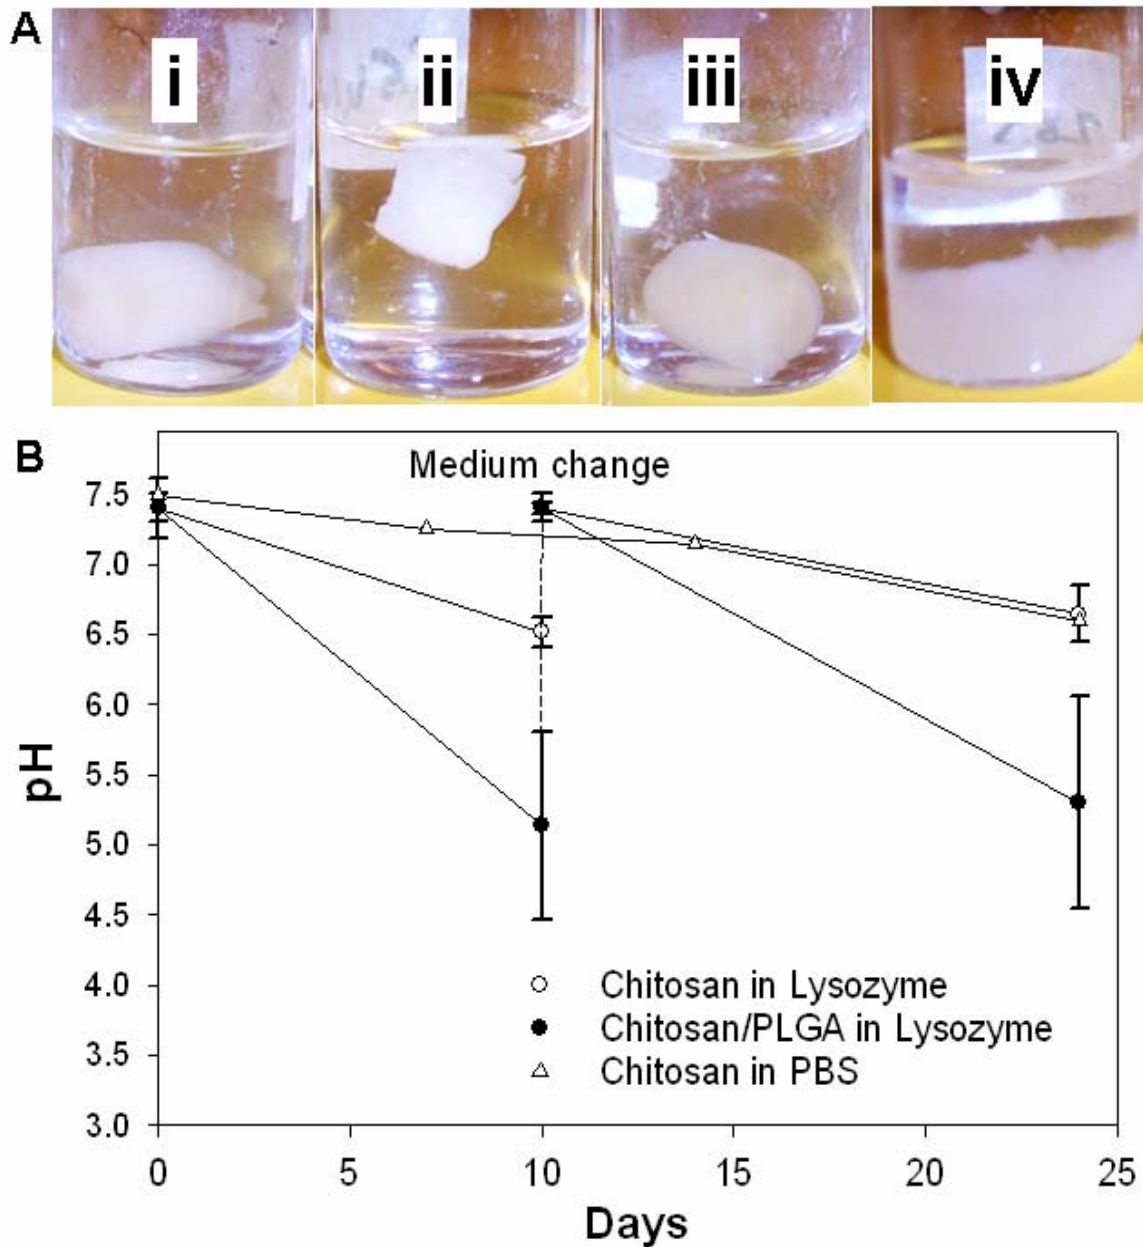 A
i
ii
iii
iv
B
Medium change
7.5
7.0
6.5
6.0
5.5
5.0
4.5
4.0
3.5
3.0
pH
Chitosan in Lysozyme
Chitosan/PLGA in Lysozyme
Chitosan in PBS
0 5 10 15 20 25
Days